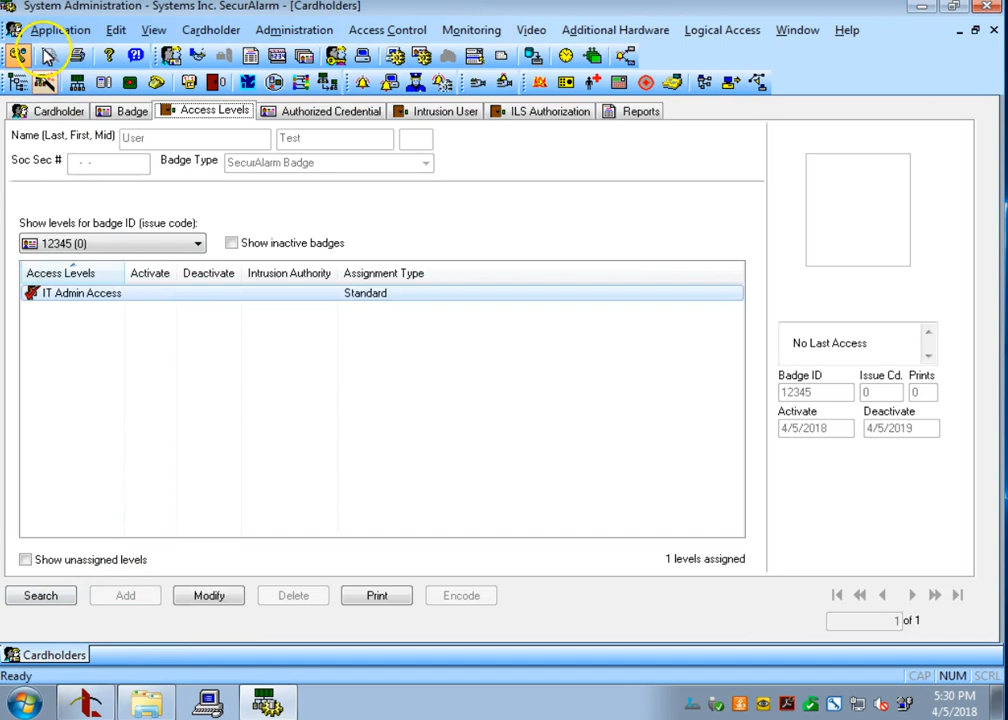 System Administration - Systems Inc. SecurAlarm - [Cardholders]
Application Edit View Cardholder Administration Access Control Monitoring Video Additional Hardware Logical Access Window Help
Cardholder Badge Access Levels Authorized Credential Intrusion User ILS Authorization Reports
Name (Last, First, Mid) User Test
Soc Sec # - - Badge Type SecurAlarm Badge
Show levels for badge ID (issue code):
12345 (0) Show inactive badges
Access Levels Activate Deactivate Intrusion Authority Assignment Type
IT Admin Access Standard
No Last Access
Badge ID Issue Cd. Prints
12345 0 0
Activate Deactivate
4/5/2018 4/5/2019
Show unassigned levels 1 levels assigned
Search Add Modify Delete Print Encode
1 of 1
Cardholders
Ready CAP NUM SCRL
5:30 PM
4/5/2018